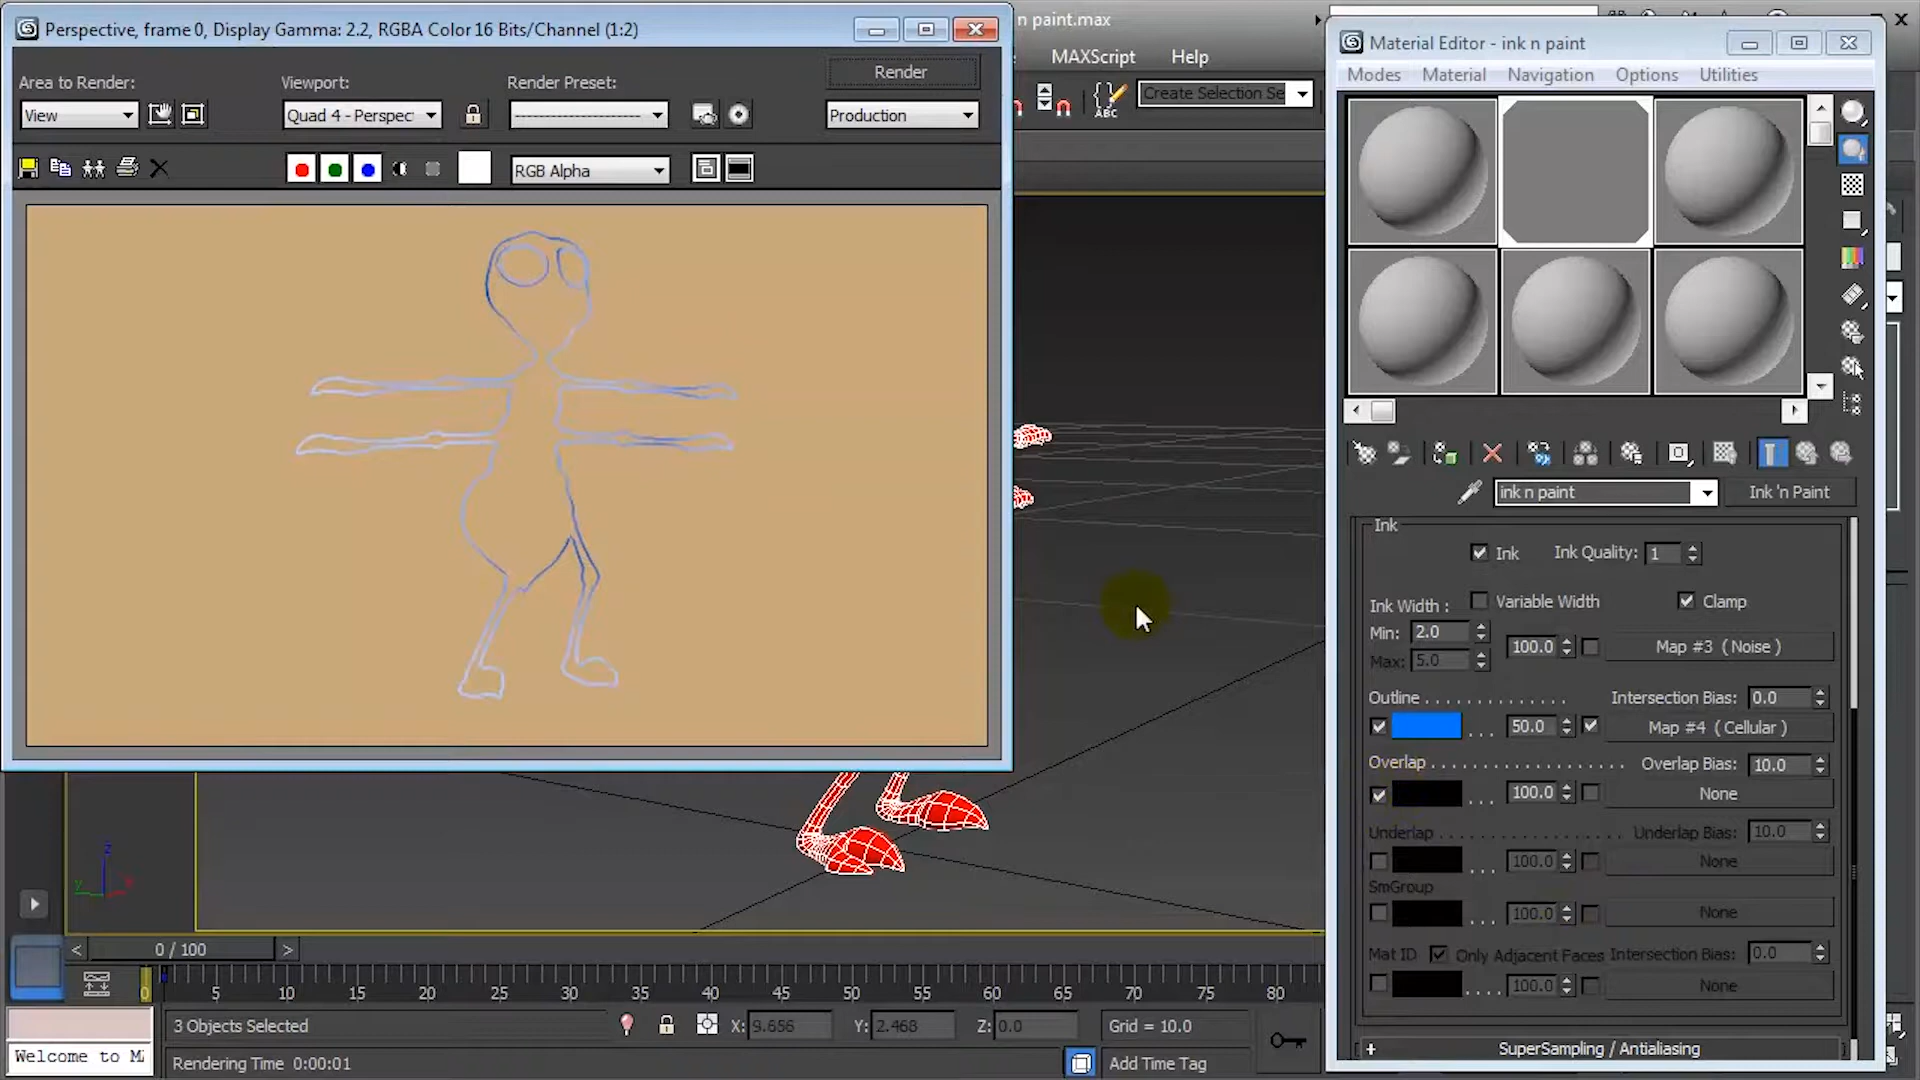 Perspective, frame 0, Display Gamma: 2.2, RGBA Color 16 Bits/Channel (1:2)
Area to Render:
Viewport:
Render Preset:
Render
View
Quad 4 - Perspec
Production
RGB Alpha
n paint.max
MAXScript
Help
ABC
Create Selection Se
Material Editor - ink n paint
Modes
Material
Navigation
Options
Utilities
ink n paint
Ink 'n Paint
Ink
Ink
Ink Quality:
1
Ink Width :
Variable Width
Clamp
Min:
2.0
Max:
5.0
100.0
Map #3 ( Noise )
Outline . . . . . . . . . . . . . .
Intersection Bias:
0.0
. . .
50.0
Map #4 ( Cellular )
Overlap . . . . . . . . . . . . . . . . . . .
Overlap Bias:
10.0
. . .
100.0
None
Underlap . . . . . . . . . . . . . . . . . .
Underlap Bias:
10.0
. . .
100.0
None
SmGroup
. . .
100.0
None
Mat ID
Only Adjacent Faces
Intersection Bias:
0.0
. . . .
100.0
None
+
SuperSampling / Antialiasing
z
y
x
<
0 / 100
>
0
5
10
15
20
25
30
35
40
45
50
55
60
65
70
75
80
3 Objects Selected
X:
9.656
Y:
2.468
Z:
0.0
Grid = 10.0
Welcome to M
Rendering Time 0:00:01
Add Time Tag